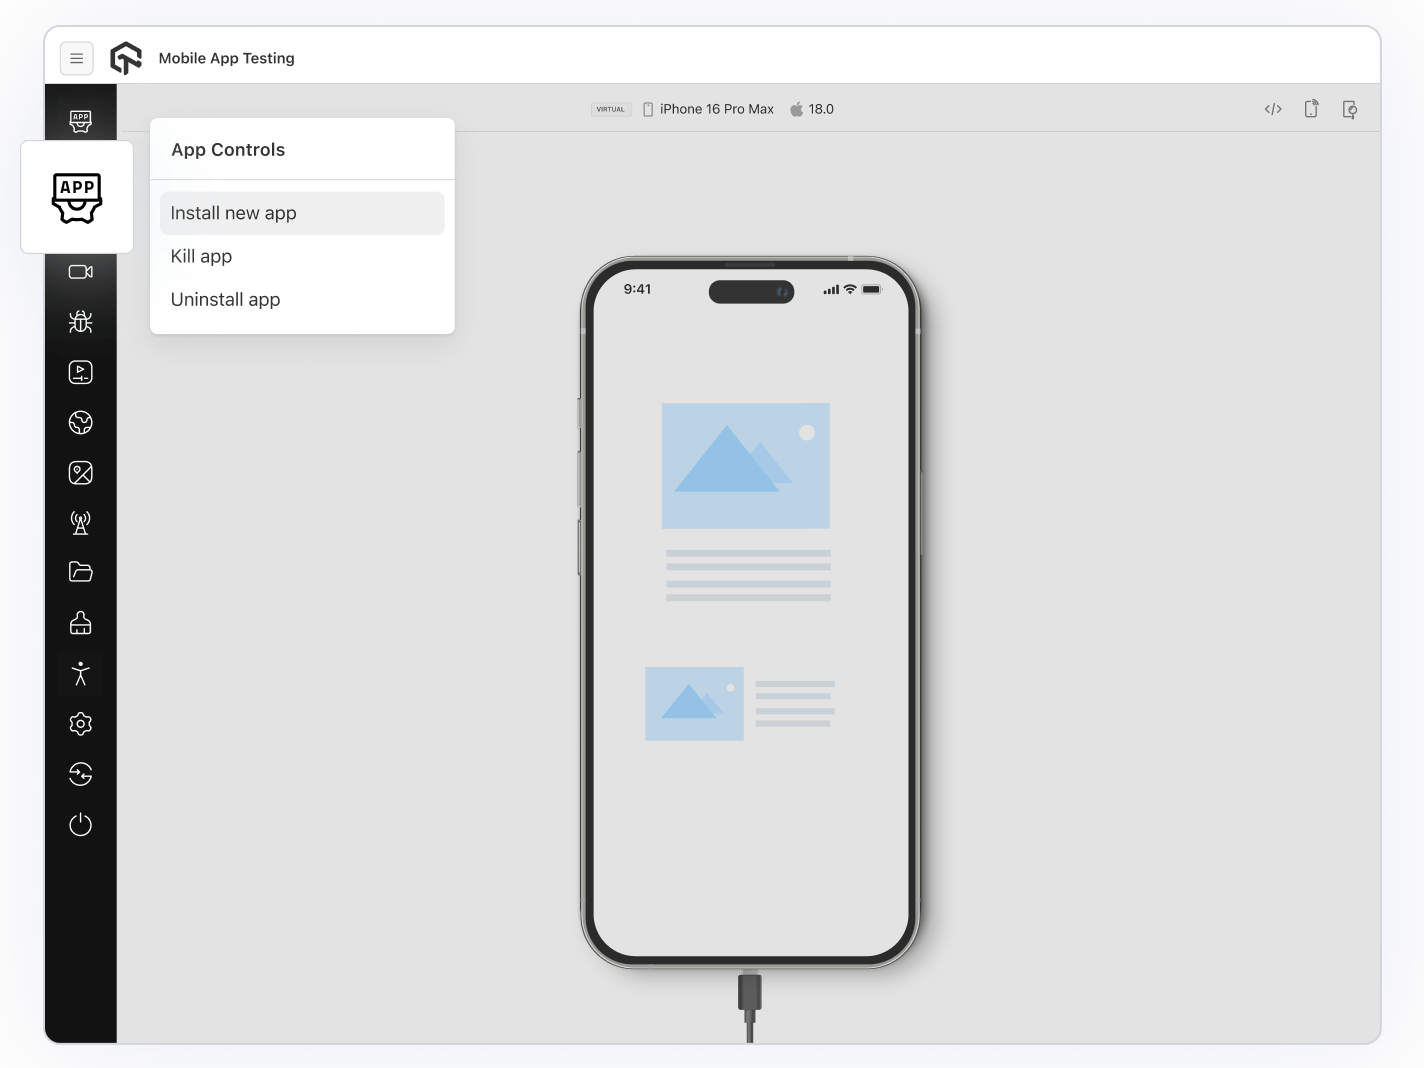 Mobile App Testing
APP
VIRTUAL iPhone 16 Pro Max 18.0
App Controls
APP
Install new app
Kill app
Uninstall app
9:41